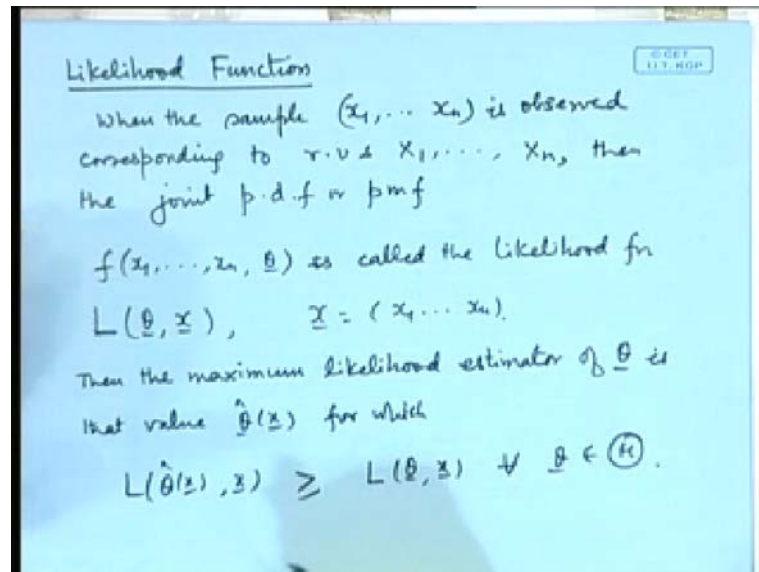 Likelihood Function
© CET
I.I.T. KGP
When the sample (x₁, ... xₙ) is observed
corresponding to r.v.s X₁, ..., Xₙ, then
the joint p.d.f or pmf
f(x₁, ..., xₙ, θ̲) is called the likelihood fn
L(θ̲, x̲), x̲ = (x₁ ... xₙ).
Then the maximum likelihood estimator of θ̲ is
that value θ̲̂(x̲) for which
L(θ̲̂(x̲), x̲) ≥ L(θ̲, x̲) ∀ θ̲ ∈ Ⓗ.